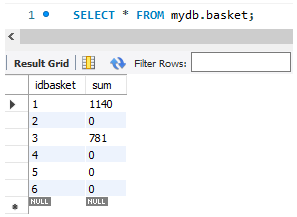 1 SELECT * FROM mydb.basket;
Result Grid Filter Rows:
idbasket sum
1 1140
2 0
3 781
4 0
5 0
6 0
NULL NULL